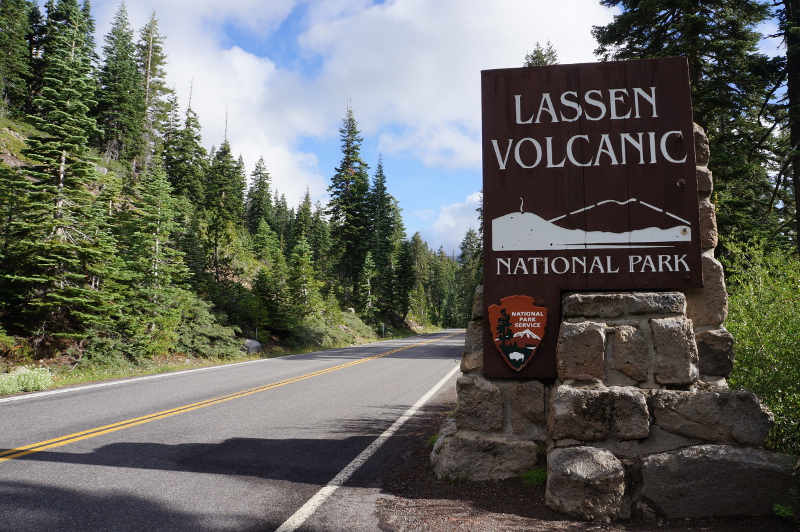 LASSEN
VOLCANIC
NATIONAL PARK
NATIONAL
PARK
SERVICE